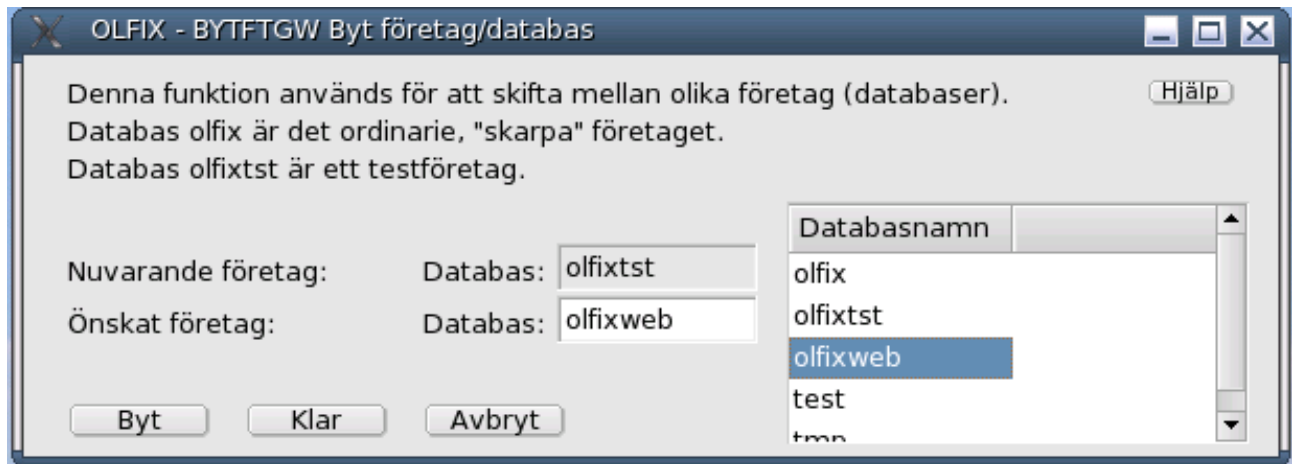 OLFIX - BYTFTGW Byt företag/databas
Denna funktion används för att skifta mellan olika företag (databaser).
Hjälp
Databas olfix är det ordinarie, "skarpa" företaget.
Databas olfixtst är ett testföretag.
Databasnamn
Nuvarande företag: Databas: olfixtst
Önskat företag: Databas: olfixweb
olfix
olfixtst
olfixweb
test
tmp
Byt Klar Avbryt